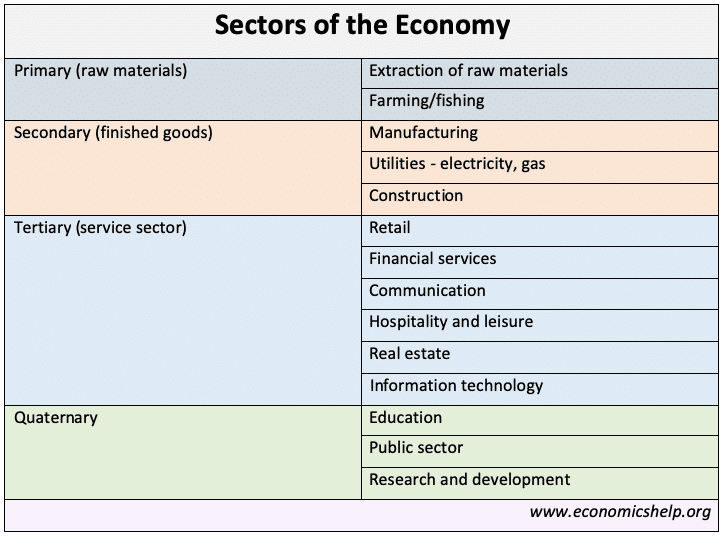 Sectors of the Economy
Primary (raw materials)
Extraction of raw materials
Farming/fishing
Secondary (finished goods)
Manufacturing
Utilities - electricity, gas
Construction
Tertiary (service sector)
Retail
Financial services
Communication
Hospitality and leisure
Real estate
Information technology
Quaternary
Education
Public sector
Research and development
www.economicshelp.org